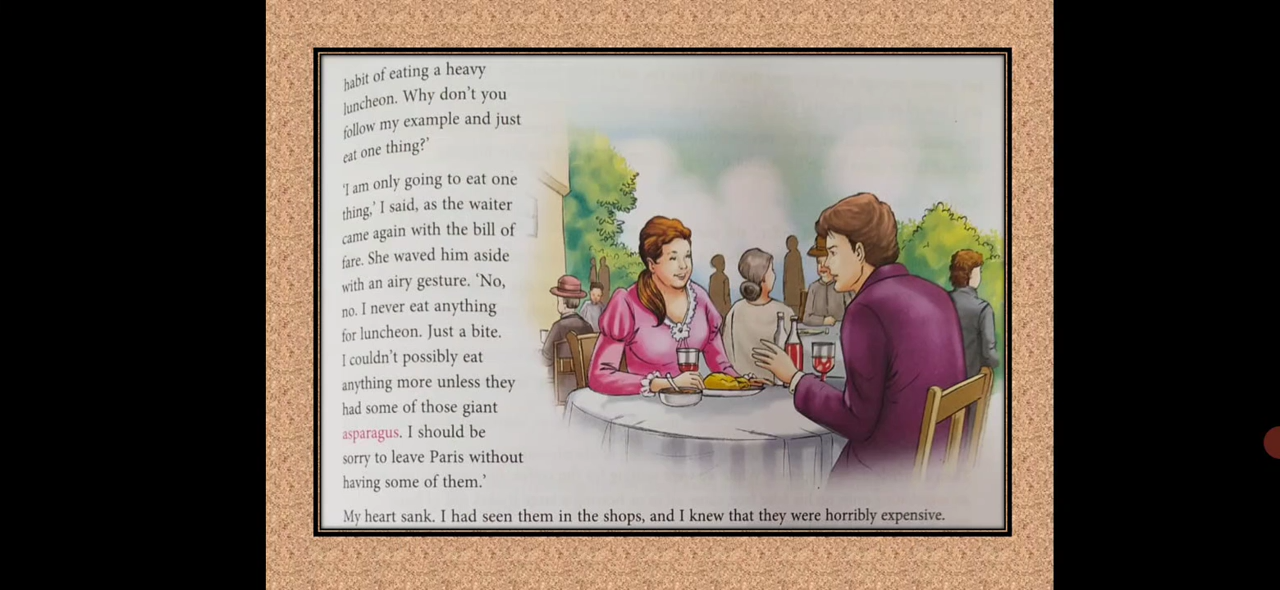 habit of eating a heavy
luncheon. Why don't you
follow my example and just
eat one thing?'
'I am only going to eat one
thing,' I said, as the waiter
came again with the bill of
fare. She waved him aside
with an airy gesture. 'No,
no. I never eat anything
for luncheon. Just a bite.
I couldn't possibly eat
anything more unless they
had some of those giant
asparagus. I should be
sorry to leave Paris without
having some of them.'
My heart sank. I had seen them in the shops, and I knew that they were horribly expensive.